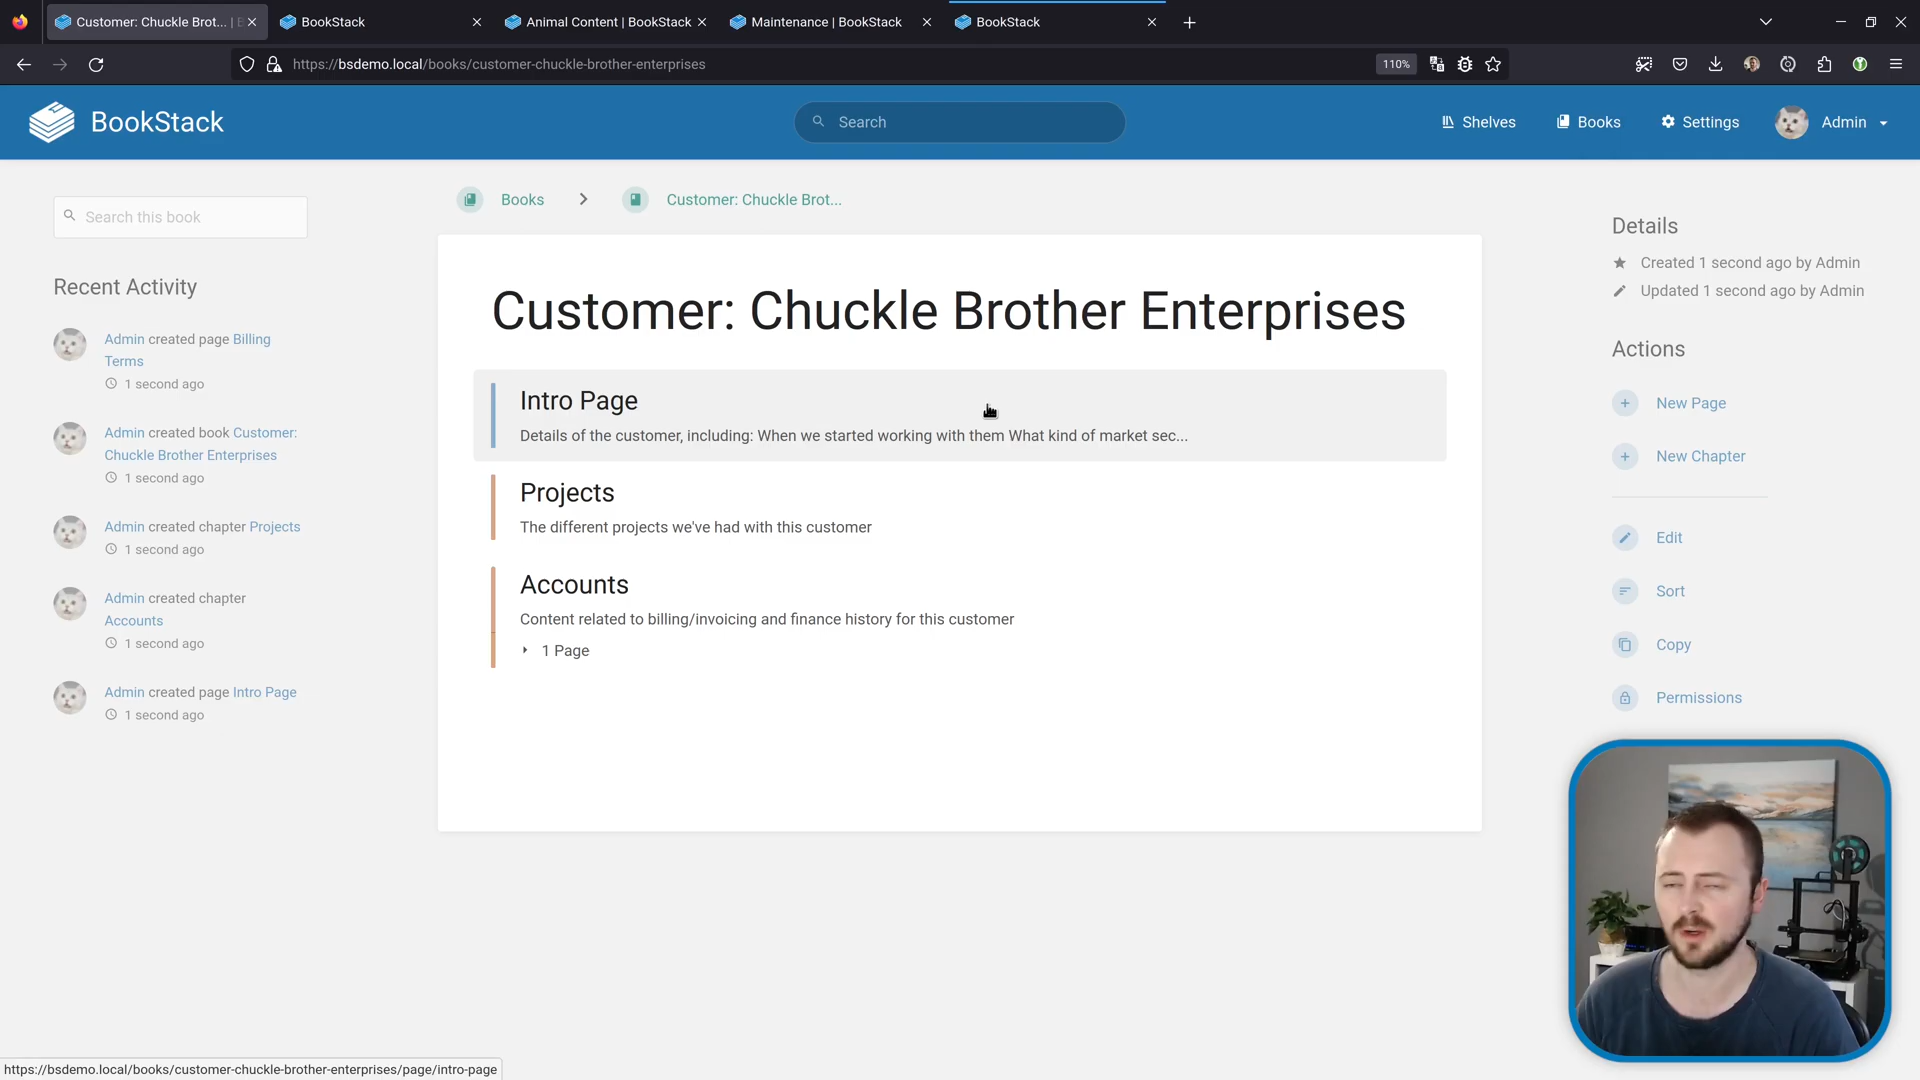 Customer: Chuckle Brot... | B
BookStack
Animal Content | BookStack
Maintenance | BookStack
BookStack
https://bsdemo.local/books/customer-chuckle-brother-enterprises
110%
BookStack
Search
Shelves
Books
Settings
Admin
Search this book
Recent Activity
Admin created page Billing
Terms
1 second ago
Admin created book Customer:
Chuckle Brother Enterprises
1 second ago
Admin created chapter Projects
1 second ago
Admin created chapter
Accounts
1 second ago
Admin created page Intro Page
1 second ago
Books
Customer: Chuckle Brot...
Customer: Chuckle Brother Enterprises
Intro Page
Details of the customer, including: When we started working with them What kind of market sec...
Projects
The different projects we've had with this customer
Accounts
Content related to billing/invoicing and finance history for this customer
1 Page
Details
Created 1 second ago by Admin
Updated 1 second ago by Admin
Actions
New Page
New Chapter
Edit
Sort
Copy
Permissions
https://bsdemo.local/books/customer-chuckle-brother-enterprises/page/intro-page